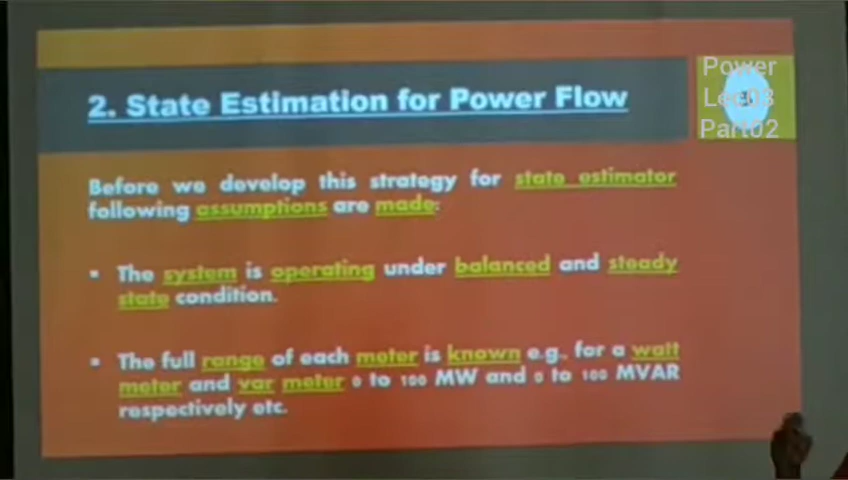 2. State Estimation for Power Flow
Power
Lec03
Part02
Before we develop this strategy for state estimator
following assumptions are made:
▪ The system is operating under balanced and steady
state condition.
▪ The full range of each meter is known e.g., for a watt
meter and var meter 0 to 100 MW and 0 to 100 MVAR
respectively etc.